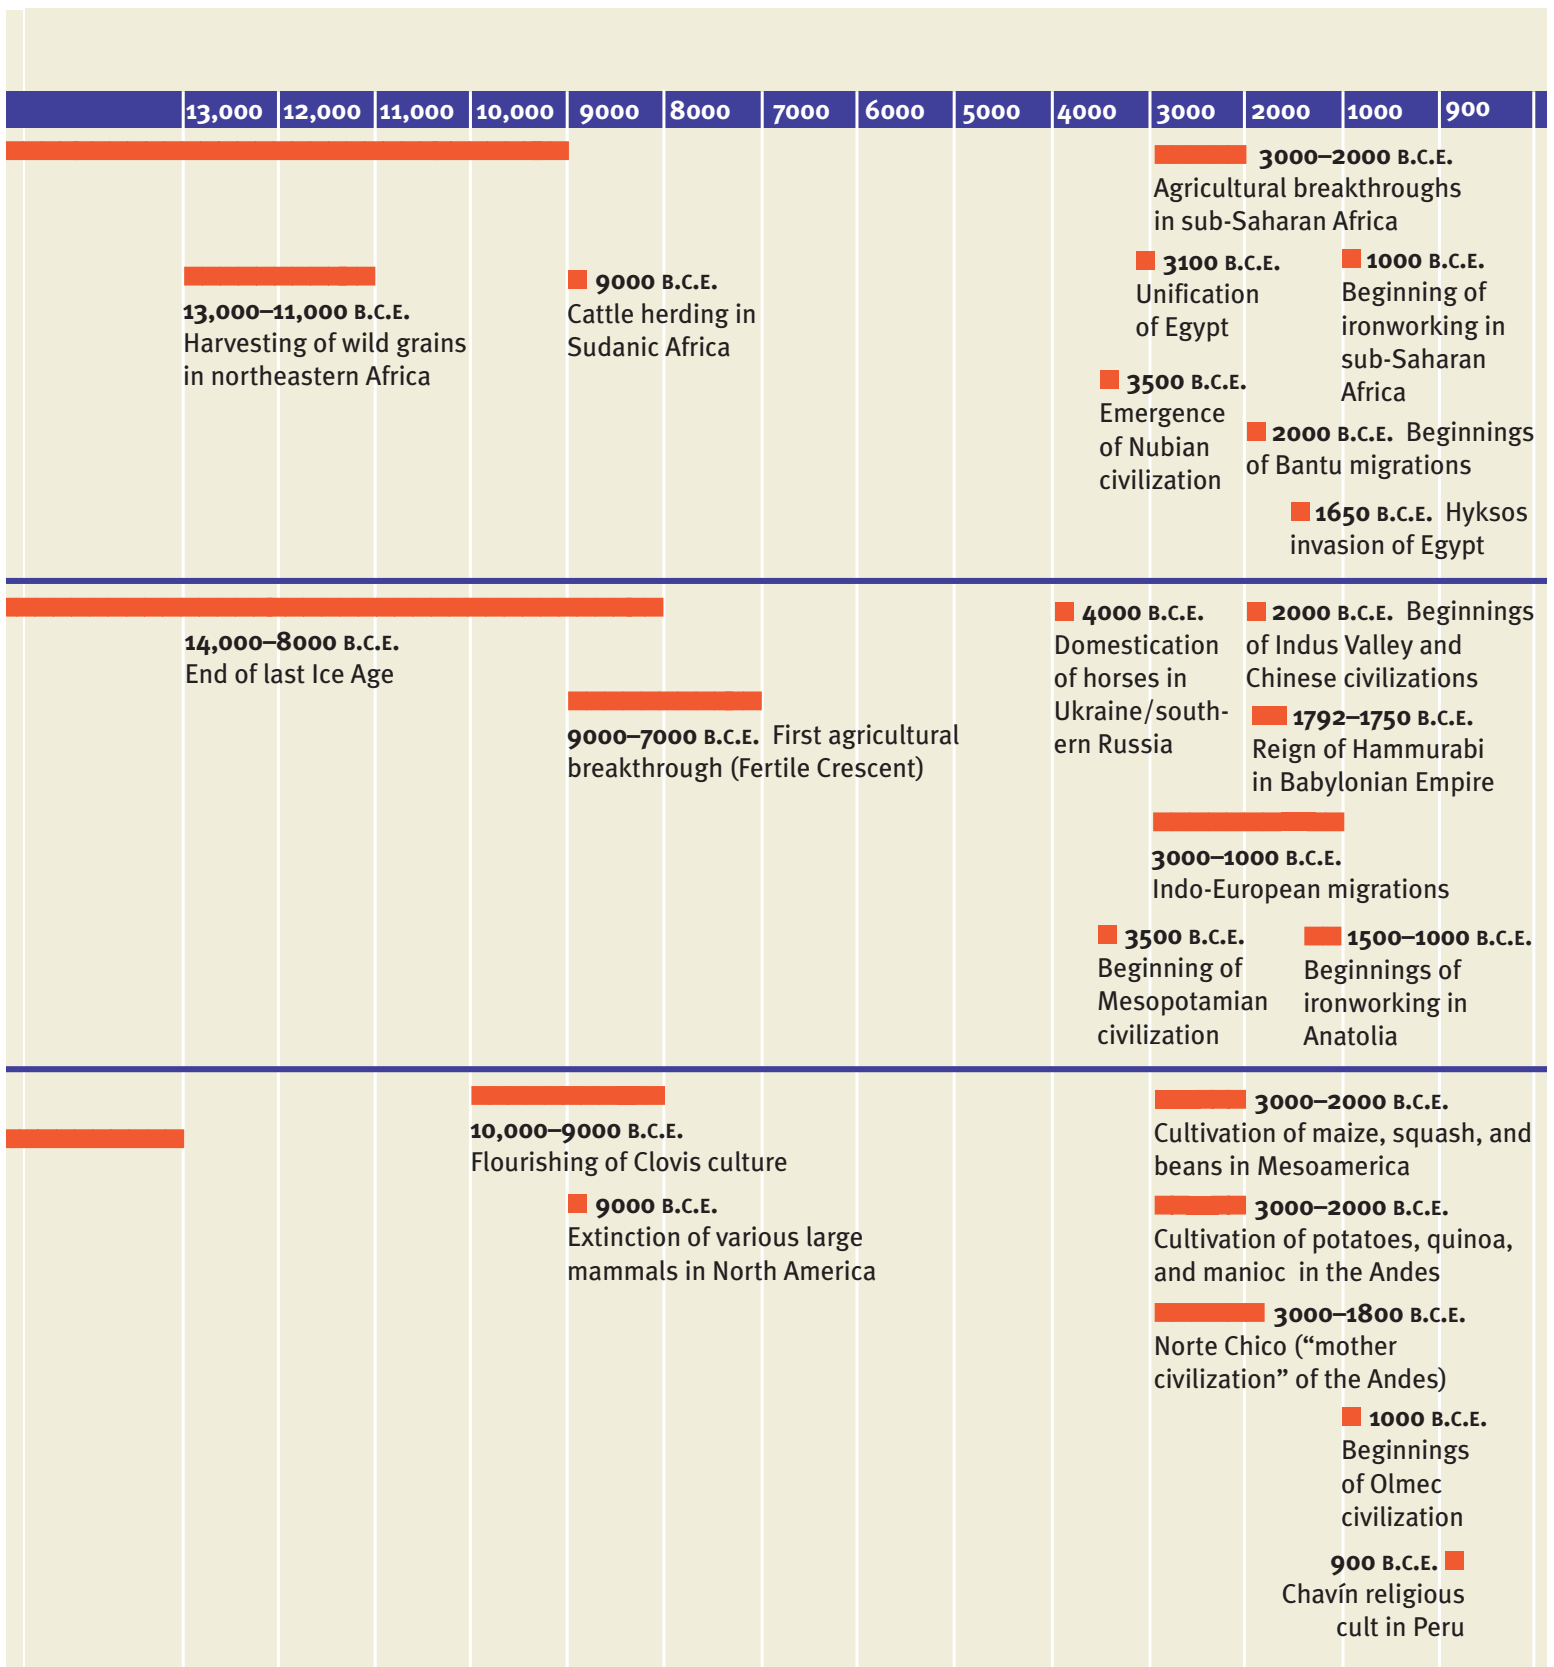 13,000 12,000 11,000 10,000 9000 8000 7000 6000 5000 4000 3000 2000 1000 900
3000–2000 B.C.E.
Agricultural breakthroughs
in sub-Saharan Africa
13,000–11,000 B.C.E.
Harvesting of wild grains
in northeastern Africa
9000 B.C.E.
Cattle herding in
Sudanic Africa
3100 B.C.E.
Unification
of Egypt
1000 B.C.E.
Beginning of
ironworking in
sub-Saharan
Africa
3500 B.C.E.
Emergence
of Nubian
civilization
2000 B.C.E. Beginnings
of Bantu migrations
1650 B.C.E. Hyksos
invasion of Egypt
14,000–8000 B.C.E.
End of last Ice Age
9000–7000 B.C.E. First agricultural
breakthrough (Fertile Crescent)
4000 B.C.E.
Domestication
of horses in
Ukraine/south-
ern Russia
2000 B.C.E. Beginnings
of Indus Valley and
Chinese civilizations
1792–1750 B.C.E.
Reign of Hammurabi
in Babylonian Empire
3000–1000 B.C.E.
Indo-European migrations
3500 B.C.E.
Beginning of
Mesopotamian
civilization
1500–1000 B.C.E.
Beginnings of
ironworking in
Anatolia
10,000–9000 B.C.E.
Flourishing of Clovis culture
9000 B.C.E.
Extinction of various large
mammals in North America
3000–2000 B.C.E.
Cultivation of maize, squash, and
beans in Mesoamerica
3000–2000 B.C.E.
Cultivation of potatoes, quinoa,
and manioc in the Andes
3000–1800 B.C.E.
Norte Chico (“mother
civilization” of the Andes)
1000 B.C.E.
Beginnings
of Olmec
civilization
900 B.C.E.
Chavín religious
cult in Peru